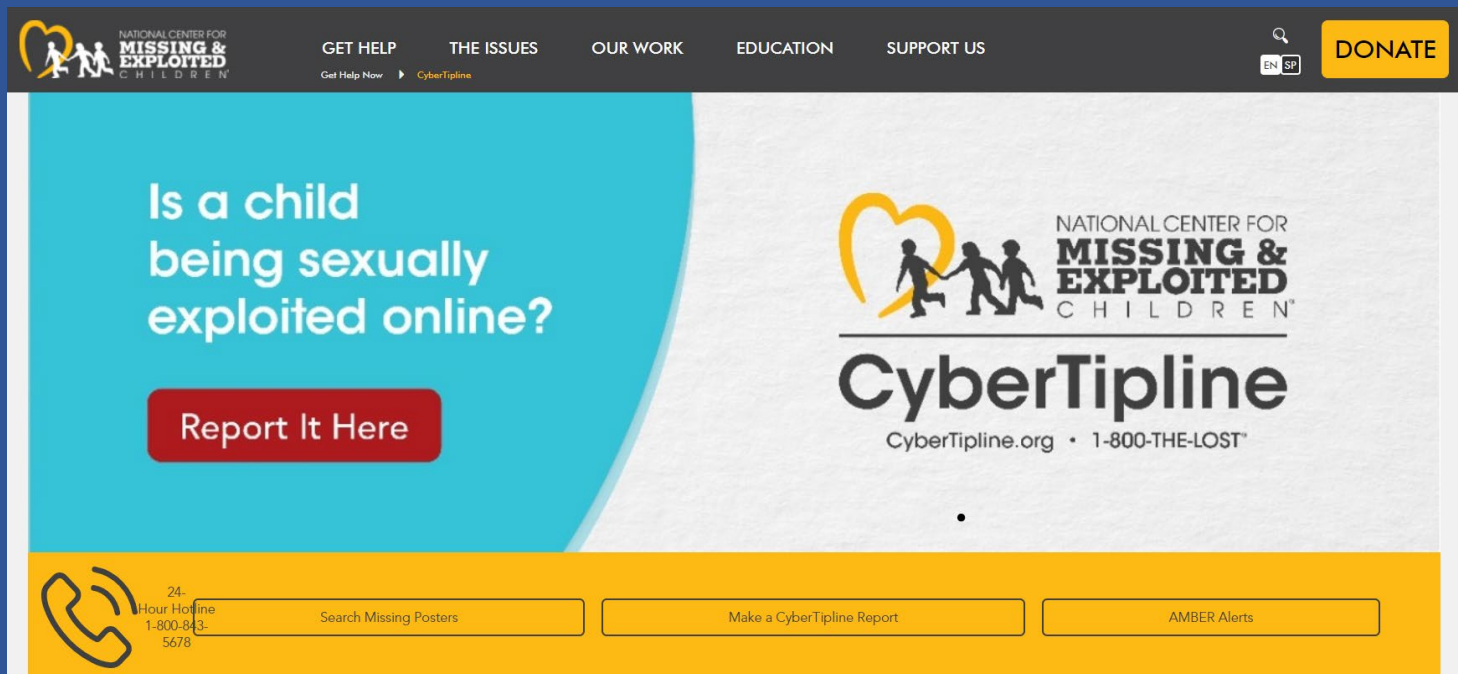 NATIONAL CENTER FOR
MISSING &
EXPLOITED
CHILDREN
GET HELP THE ISSUES OUR WORK EDUCATION SUPPORT US
Get Help Now CyberTipline
EN SP
DONATE
Is a child
being sexually
exploited online?
Report It Here
NATIONAL CENTER FOR
MISSING &
EXPLOITED
CHILDREN™
CyberTipline
CyberTipline.org • 1-800-THE-LOST™
24-
Hour Hotline
1-800-843-
5678
Search Missing Posters
Make a CyberTipline Report
AMBER Alerts